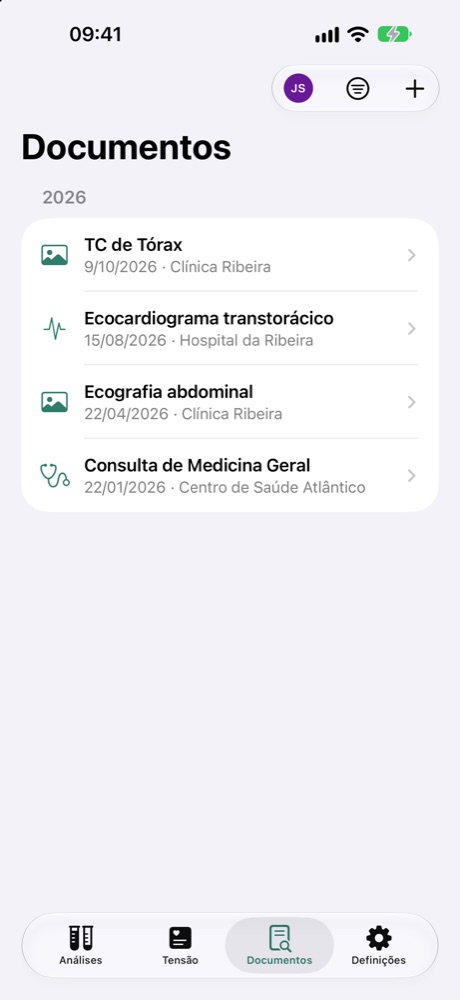 09:41
JS
Documentos
2026
TC de Tórax
9/10/2026 · Clínica Ribeira
Ecocardiograma transtorácico
15/08/2026 · Hospital da Ribeira
Ecografia abdominal
22/04/2026 · Clínica Ribeira
Consulta de Medicina Geral
22/01/2026 · Centro de Saúde Atlântico
Análises
Tensão
Documentos
Definições